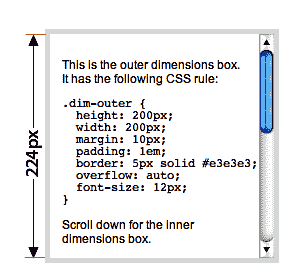 This is the outer dimensions box.
It has the following CSS rule:
.dim-outer {
height: 200px;
width: 200px;
margin: 10px;
padding: 1em;
border: 5px solid #e3e3e3;
overflow: auto;
font-size: 12px;
}
Scroll down for the inner
dimensions box.
224px